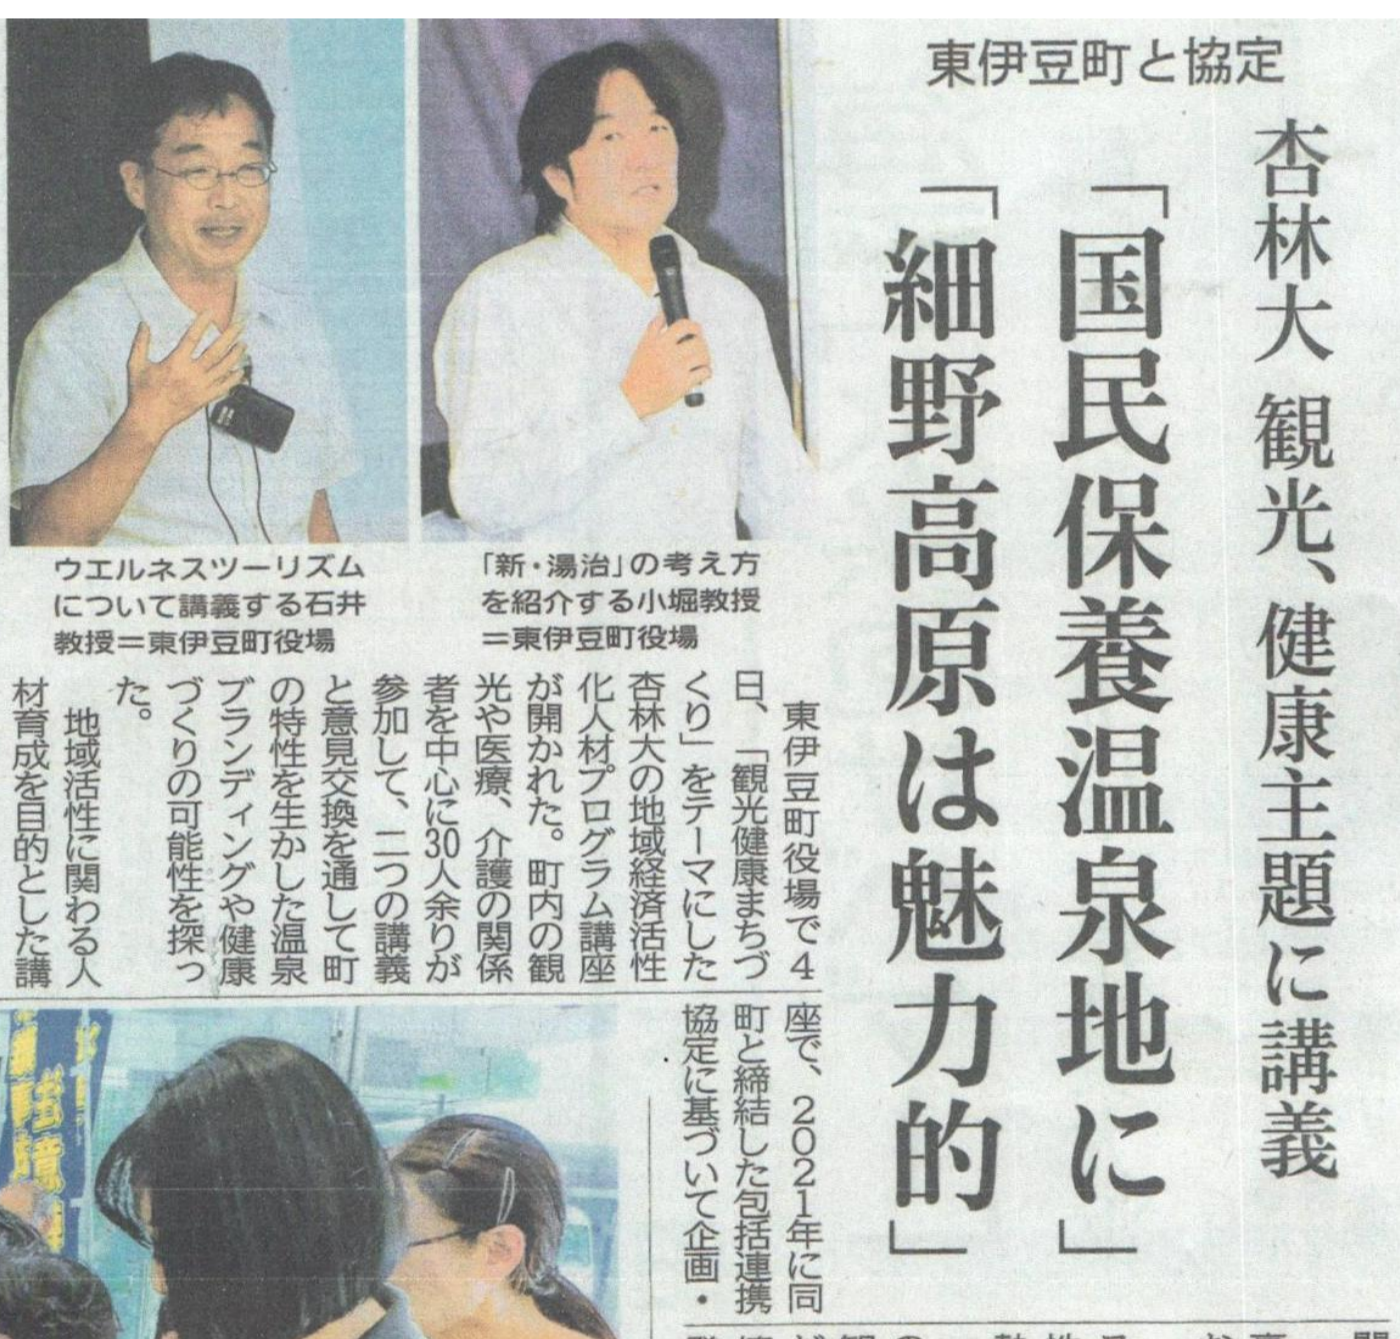 東伊豆町と協定
杏林大 観光、健康主題に講義
「国民保養温泉地に」
「細野高原は魅力的」
「新・湯治」の考え方
を紹介する小堀教授
＝東伊豆町役場
ウエルネスツーリズム
について講義する石井
教授＝東伊豆町役場
東伊豆町役場で４
日、「観光健康まちづ
くり」をテーマにした
杏林大の地域経済活性
化人材プログラム講座
が開かれた。町内の観
光や医療、介護の関係
者を中心に30人余りが
参加して、二つの講義
と意見交換を通して町
の特性を生かした温泉
ブランディングや健康
づくりの可能性を探っ
た。
地域活性に関わる人
材育成を目的とした講
座で、２０２１年に同
町と締結した包括連携
協定に基づいて企画・